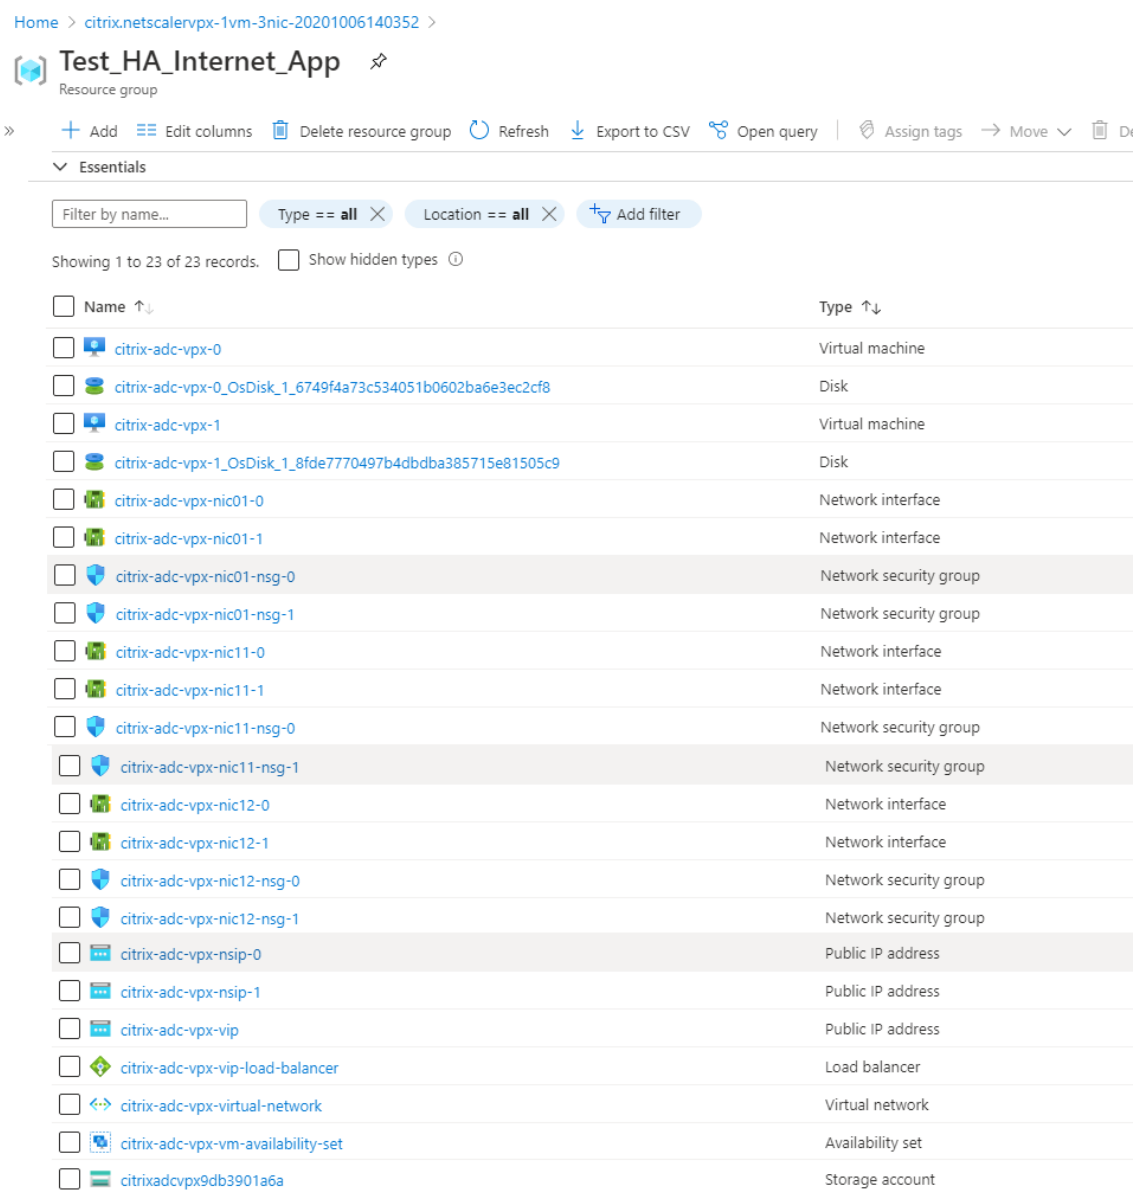 Home > citrix.netscalervpx-1vm-3nic-20201006140352 >
Test_HA_Internet_App
Resource group
» Add Edit columns Delete resource group Refresh Export to CSV Open query Assign tags Move De
Essentials
Filter by name... Type == all Location == all Add filter
Showing 1 to 23 of 23 records. Show hidden types
Name ↑↓ Type ↑↓
citrix-adc-vpx-0 Virtual machine
citrix-adc-vpx-0_OsDisk_1_6749f4a73c534051b0602ba6e3ec2cf8 Disk
citrix-adc-vpx-1 Virtual machine
citrix-adc-vpx-1_OsDisk_1_8fde7770497b4dbdba385715e81505c9 Disk
citrix-adc-vpx-nic01-0 Network interface
citrix-adc-vpx-nic01-1 Network interface
citrix-adc-vpx-nic01-nsg-0 Network security group
citrix-adc-vpx-nic01-nsg-1 Network security group
citrix-adc-vpx-nic11-0 Network interface
citrix-adc-vpx-nic11-1 Network interface
citrix-adc-vpx-nic11-nsg-0 Network security group
citrix-adc-vpx-nic11-nsg-1 Network security group
citrix-adc-vpx-nic12-0 Network interface
citrix-adc-vpx-nic12-1 Network interface
citrix-adc-vpx-nic12-nsg-0 Network security group
citrix-adc-vpx-nic12-nsg-1 Network security group
citrix-adc-vpx-nsip-0 Public IP address
citrix-adc-vpx-nsip-1 Public IP address
citrix-adc-vpx-vip Public IP address
citrix-adc-vpx-vip-load-balancer Load balancer
citrix-adc-vpx-virtual-network Virtual network
citrix-adc-vpx-vm-availability-set Availability set
citrixadcvpx9db3901a6a Storage account